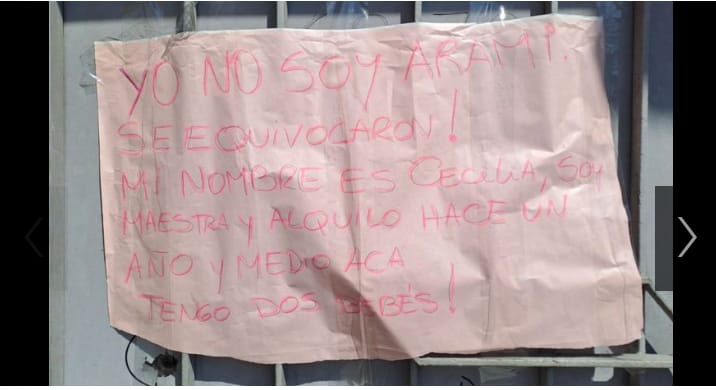 YO NO SOY ARAMI.
SE EQUIVOCARON!
MI NOMBRE ES CECILIA, SOY
MAESTRA Y ALQUILO HACE UN
AÑO Y MEDIO ACA
TENGO DOS BEBÉS!